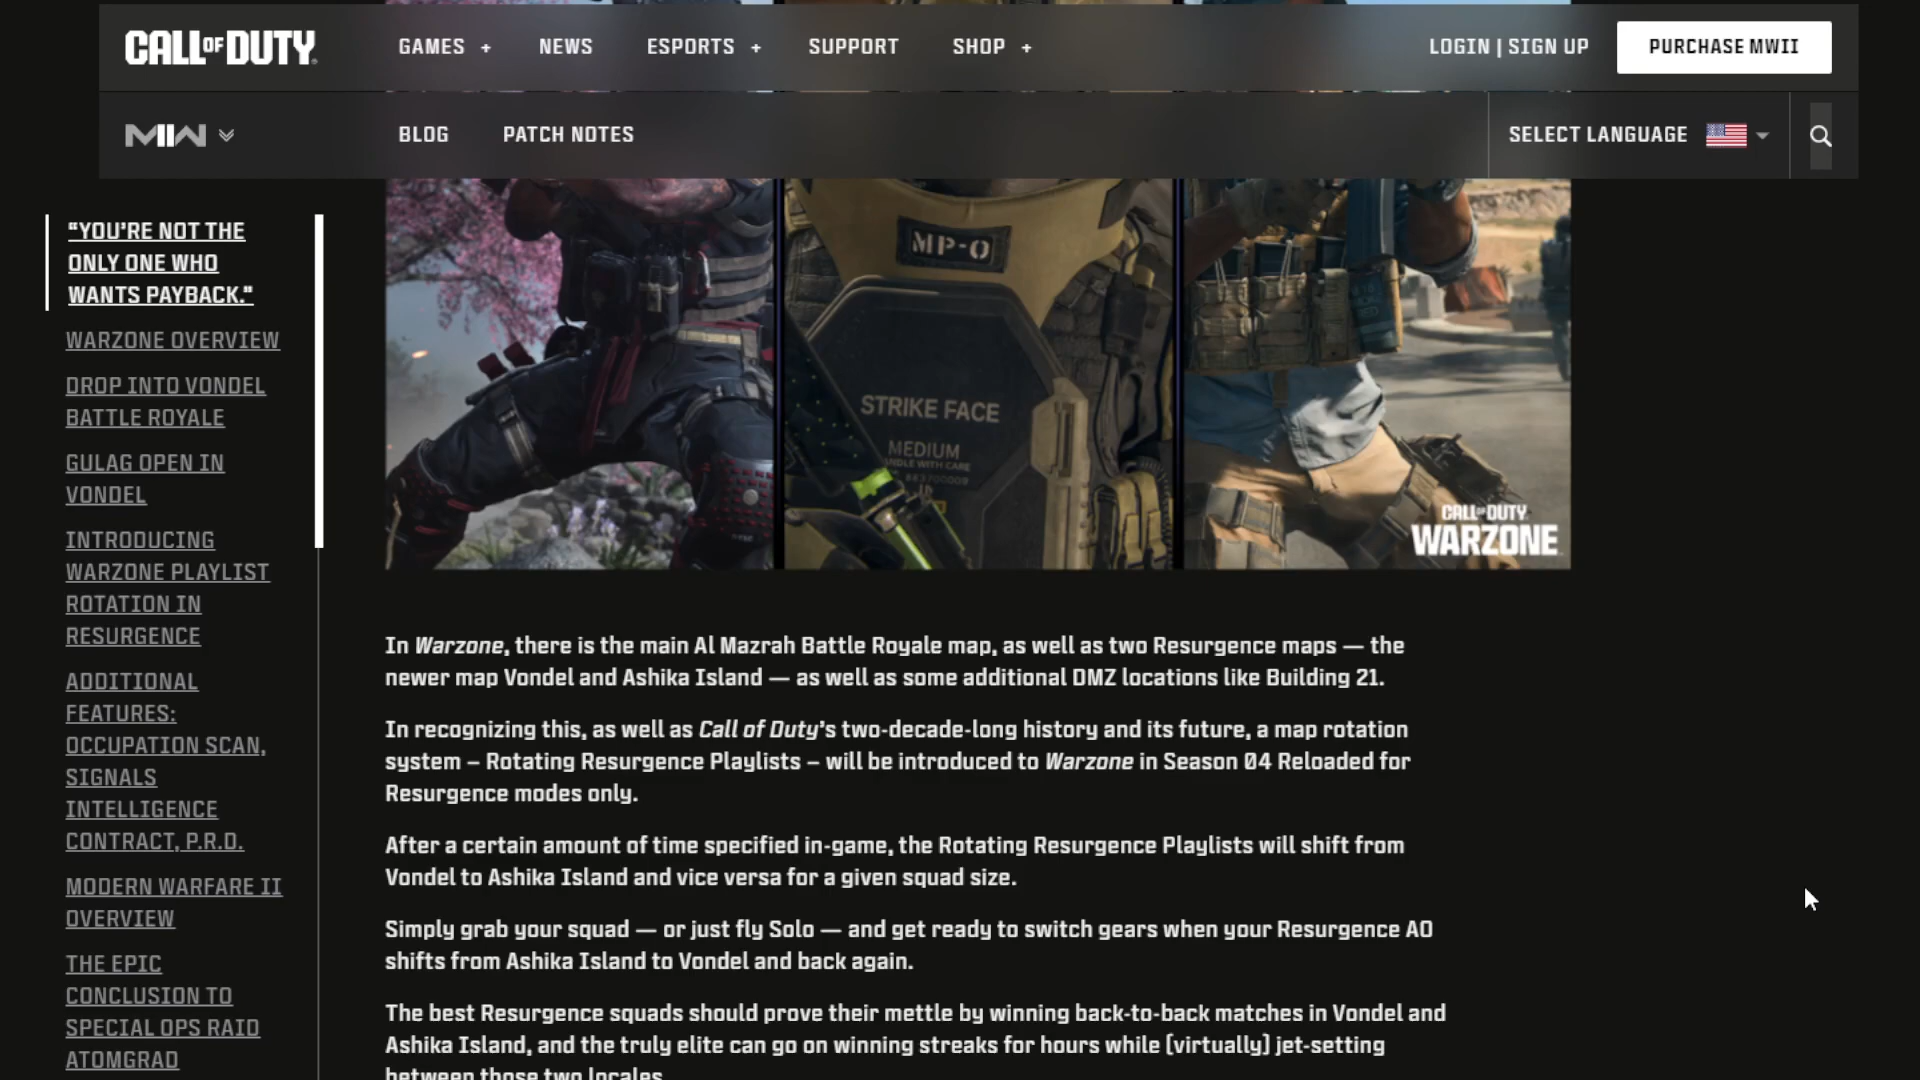 CALL OF DUTY
GAMES +
NEWS
ESPORTS +
SUPPORT
SHOP +
LOGIN | SIGN UP
PURCHASE MWII
MW
BLOG
PATCH NOTES
SELECT LANGUAGE
"YOU'RE NOT THE
ONLY ONE WHO
WANTS PAYBACK."
WARZONE OVERVIEW
DROP INTO VONDEL
BATTLE ROYALE
GULAG OPEN IN
VONDEL
INTRODUCING
WARZONE PLAYLIST
ROTATION IN
RESURGENCE
ADDITIONAL
FEATURES:
OCCUPATION SCAN,
SIGNALS
INTELLIGENCE
CONTRACT, P.R.D.
MODERN WARFARE II
OVERVIEW
THE EPIC
CONCLUSION TO
SPECIAL OPS RAID
ATOMGRAD
MP-0
STRIKE FACE
MEDIUM
HANDLE WITH CARE
CALL OF DUTY
WARZONE
In Warzone, there is the main Al Mazrah Battle Royale map, as well as two Resurgence maps — the
newer map Vondel and Ashika Island — as well as some additional DMZ locations like Building 21.
In recognizing this, as well as Call of Duty's two-decade-long history and its future, a map rotation
system – Rotating Resurgence Playlists – will be introduced to Warzone in Season 04 Reloaded for
Resurgence modes only.
After a certain amount of time specified in-game, the Rotating Resurgence Playlists will shift from
Vondel to Ashika Island and vice versa for a given squad size.
Simply grab your squad — or just fly Solo — and get ready to switch gears when your Resurgence AO
shifts from Ashika Island to Vondel and back again.
The best Resurgence squads should prove their mettle by winning back-to-back matches in Vondel and
Ashika Island, and the truly elite can go on winning streaks for hours while (virtually) jet-setting
between those two locales.